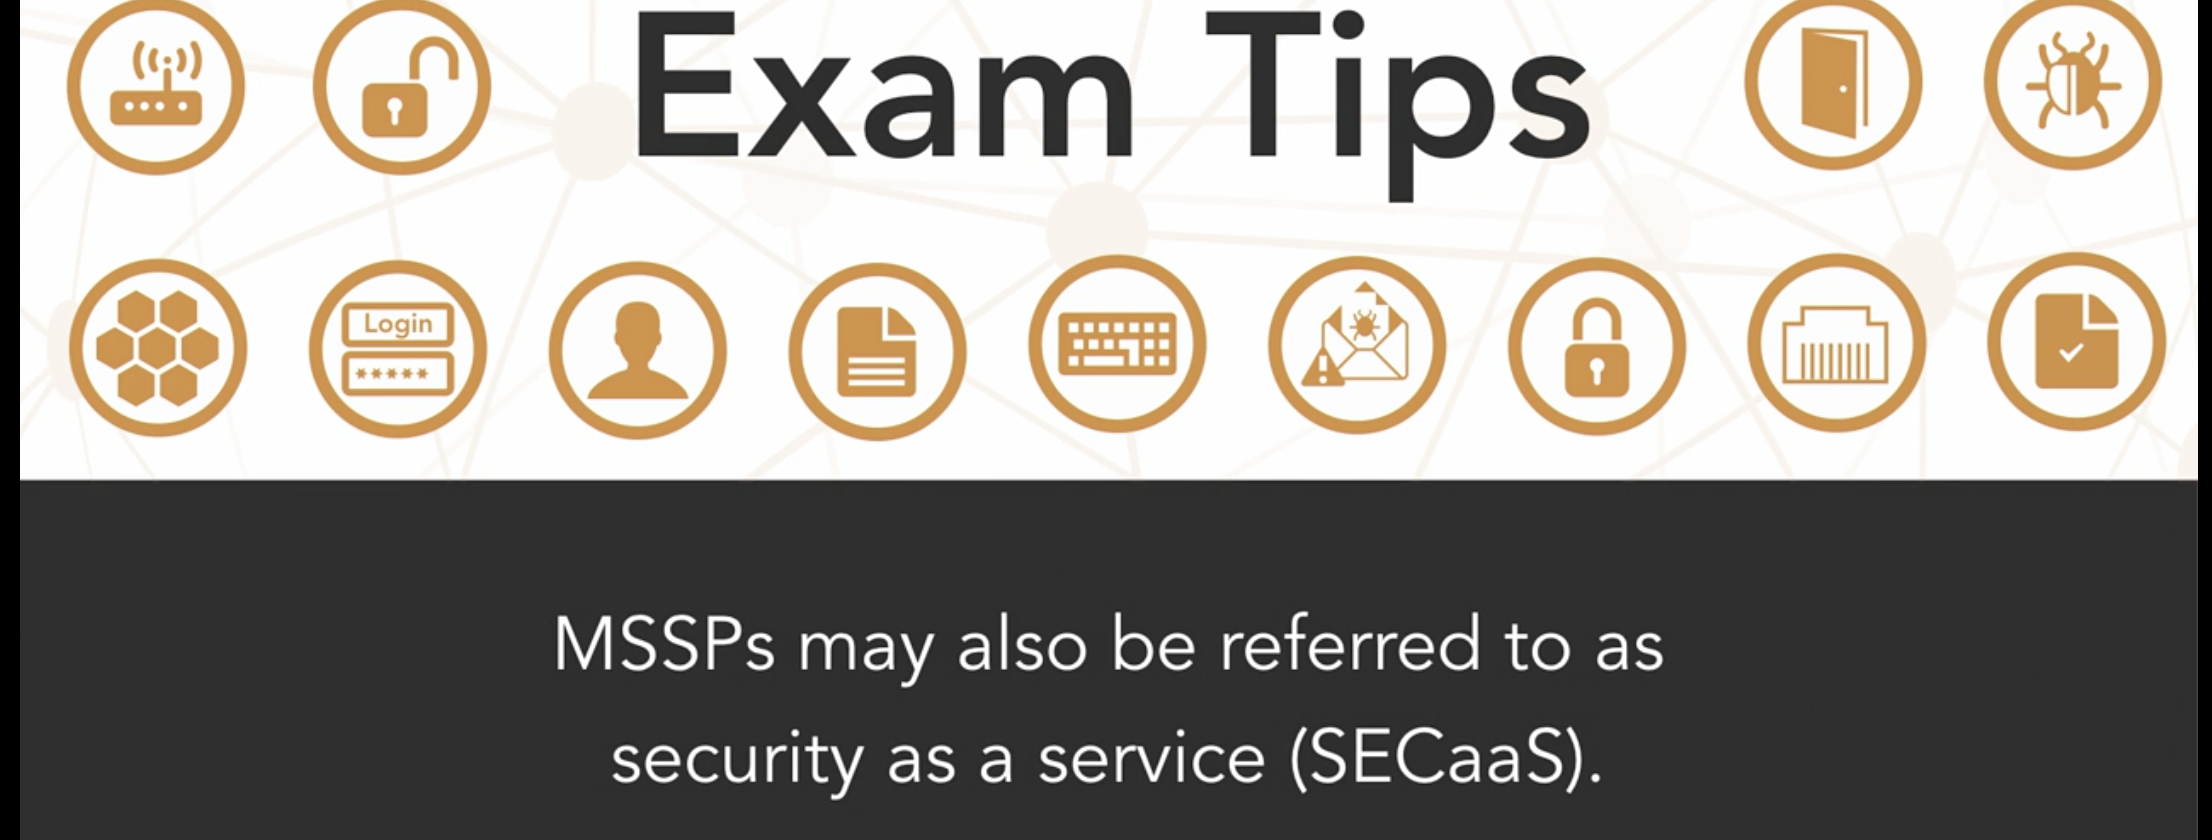 Exam Tips
Login
*****
MSSPs may also be referred to as
security as a service (SECaaS).